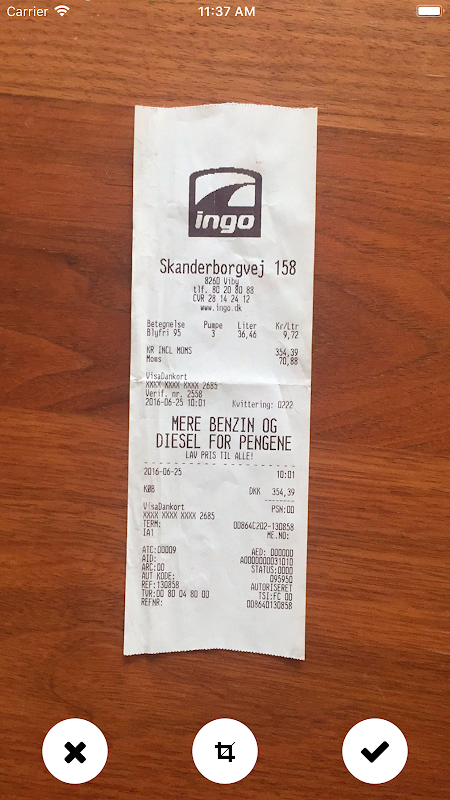 Carrier 11:37 AM
ingo
Skanderborgvej 158
8260 Viby
tlf. 80 20 80 88
CVR 28 14 24 12
www.ingo.dk
Betegnelse Pumpe Liter Kr/Ltr
Blyfri 95 3 36,46 9,72
KR INCL MOMS 354,39
Moms 70,88
VisaDankort
XXXX XXXX XXXX 2685
Verif. nr. 2558
2016-06-25 10:01 Kvittering: 0222
MERE BENZIN OG
DIESEL FOR PENGENE
LAV PRIS TIL ALLE!
2016-06-25 10:01
KØB DKK 354,39
VisaDankort PSN:00
XXXX XXXX XXXX 2685
TERM: 00864C202-130858
IA1 ME.NO:
ATC:00009 AED: 000000
AID: A0000000031010
ARC:00 STATUS:0000
AUT KODE: 095950
REF:130858 AUTORISERET
TVR:00 80 04 80 00 TSI:FC 00
REFNR: 008640130858